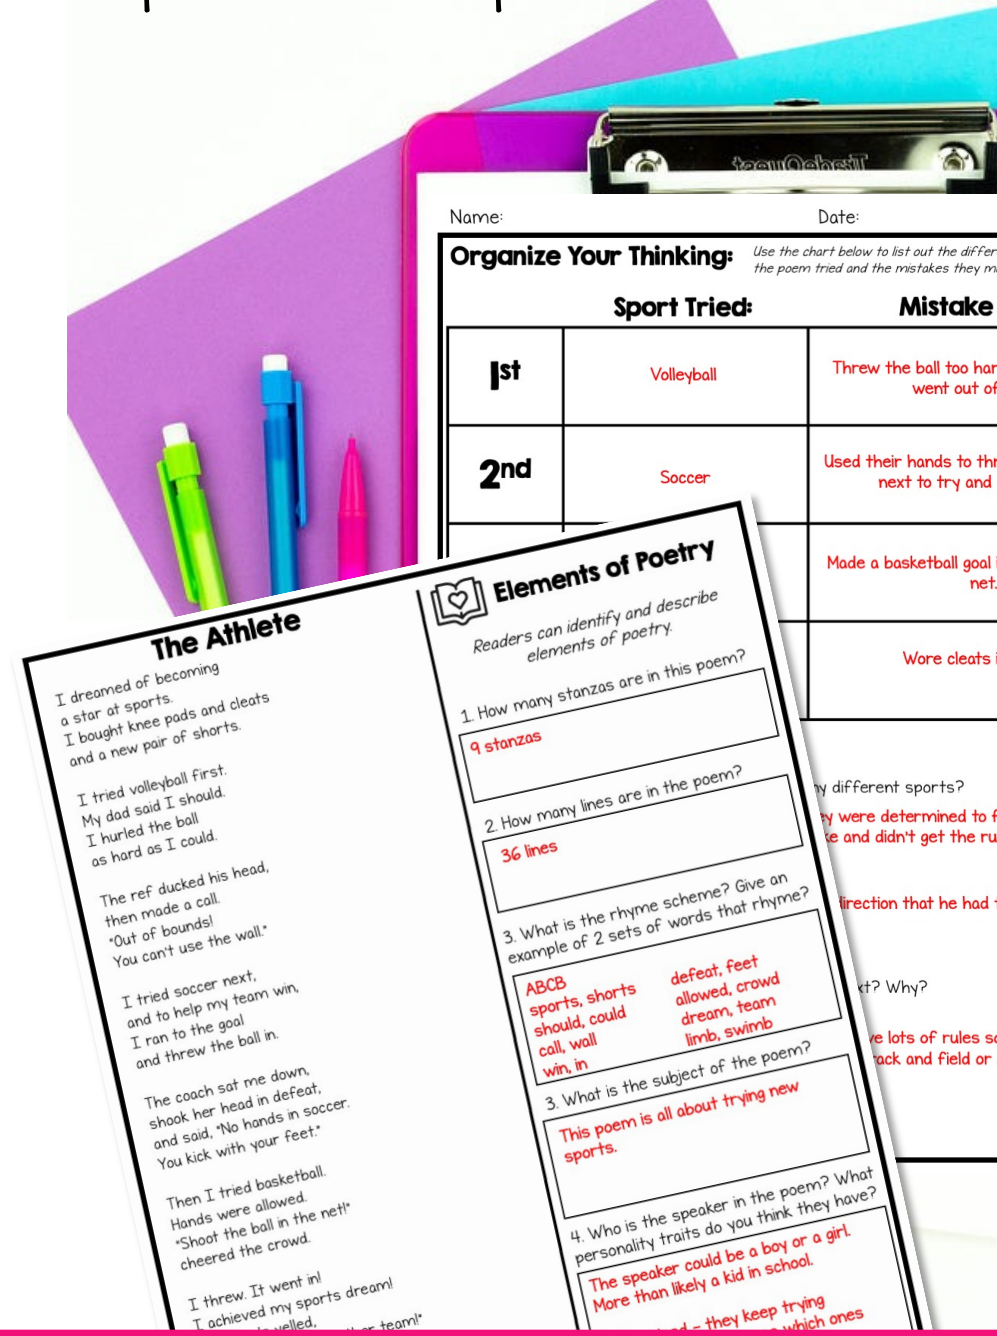 Name:
Date:
Organize Your Thinking:
Use the chart below to list out the
the poem tried and the mistakes they
Sport Tried:
Mistake
1st
Volleyball
Threw the ball too
went out of
2nd
Soccer
Used their hands to
next to try and
Made a basketball goal
net.
Wore cleats
different sports?
were determined to
and didn't get the
direction that he had
Why?
lots of rules
and field or
The Athlete
I dreamed of becoming
a star at sports.
I bought knee pads and cleats
and a new pair of shorts.
I tried volleyball first.
My dad said I should.
I hurled the ball
as hard as I could.
The ref ducked his head,
then made a call.
"Out of bounds!
You can't use the wall."
I tried soccer next,
and to help my team win,
I ran to the goal
and threw the ball in.
The coach sat me down,
shook her head in defeat,
and said, "No hands in soccer.
You kick with your feet."
Then I tried basketball.
Hands were allowed.
"Shoot the ball in the net!"
cheered the crowd.
I threw. It went in!
I achieved my sports dream!
yelled,
team!"
Elements of Poetry
Readers can identify and describe
elements of poetry.
1. How many stanzas are in this poem?
9 stanzas
2. How many lines are in the poem?
36 lines
3. What is the rhyme scheme? Give an
example of 2 sets of words that rhyme?
ABCB
sports, shorts
should, could
call, wall
win, in
defeat, feet
allowed, crowd
dream, team
limb, swimb
3. What is the subject of the poem?
This poem is all about trying new
sports.
4. Who is the speaker in the poem? What
personality traits do you think they have?
The speaker could be a boy or a girl.
More than likely a kid in school.
– they keep trying
which ones